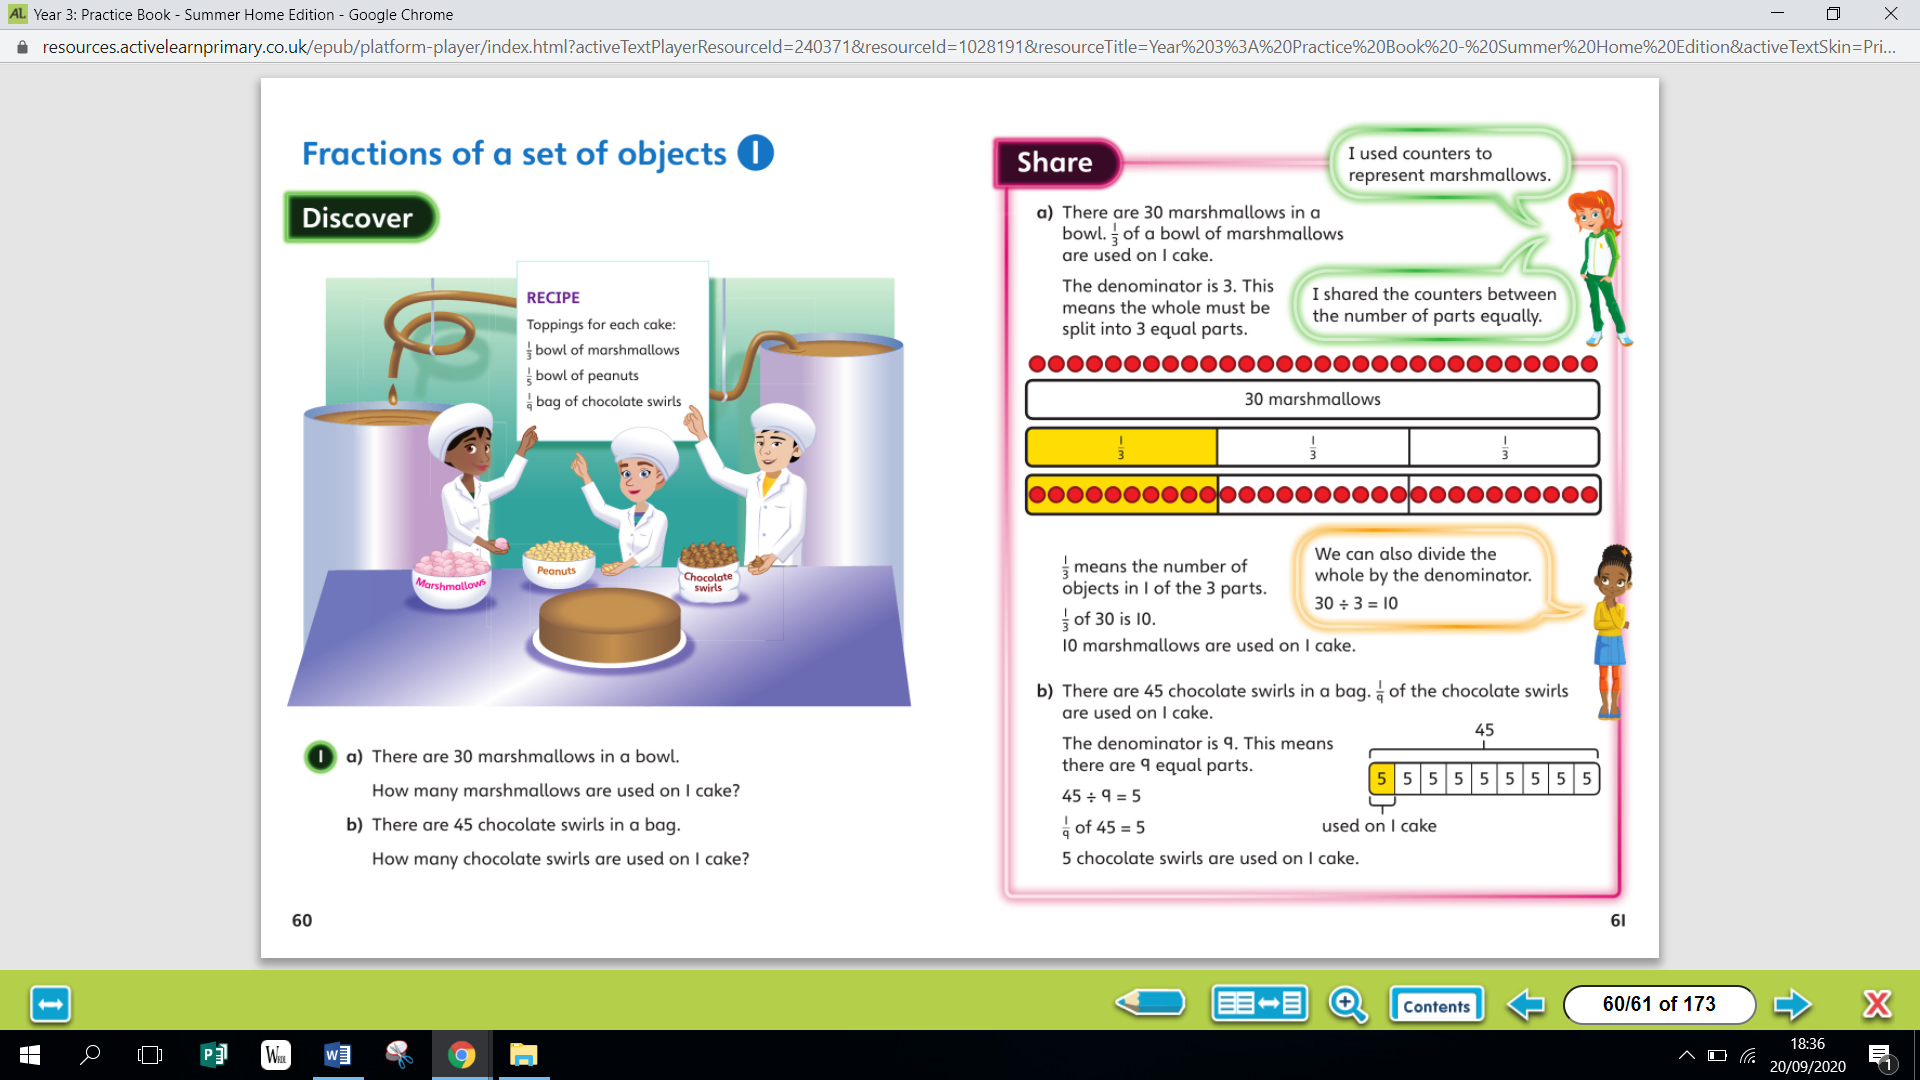 Year 3: Practice Book - Summer Home Edition - Google Chrome
resources.activelearnprimary.co.uk/epub/platform-player/index.html?activeTextPlayerResourceId=240371&resourceId=1028191&resourceTitle=Year%203%3A%20Practice%20Book%20-%20Summer%20Home%20Edition&activeTextSkin=Pri...
Fractions of a set of objects 1
Discover
RECIPE
Toppings for each cake:
1/3 bowl of marshmallows
1/5 bowl of peanuts
1/9 bag of chocolate swirls
Marshmallows
Peanuts
Chocolate
swirls
1 a) There are 30 marshmallows in a bowl.
How many marshmallows are used on 1 cake?
b) There are 45 chocolate swirls in a bag.
How many chocolate swirls are used on 1 cake?
60
Share
I used counters to
represent marshmallows.
a) There are 30 marshmallows in a
bowl. 1/3 of a bowl of marshmallows
are used on 1 cake.
The denominator is 3. This
means the whole must be
split into 3 equal parts.
I shared the counters between
the number of parts equally.
30 marshmallows
1/3 1/3 1/3
1/3 means the number of
objects in 1 of the 3 parts.
1/3 of 30 is 10.
10 marshmallows are used on 1 cake.
We can also divide the
whole by the denominator.
30 ÷ 3 = 10
b) There are 45 chocolate swirls in a bag. 1/9 of the chocolate swirls
are used on 1 cake.
The denominator is 9. This means
there are 9 equal parts.
45 ÷ 9 = 5
1/9 of 45 = 5
5 chocolate swirls are used on 1 cake.
45
5 5 5 5 5 5 5 5 5
used on 1 cake
61
Contents
60/61 of 173
18:36
20/09/2020
1